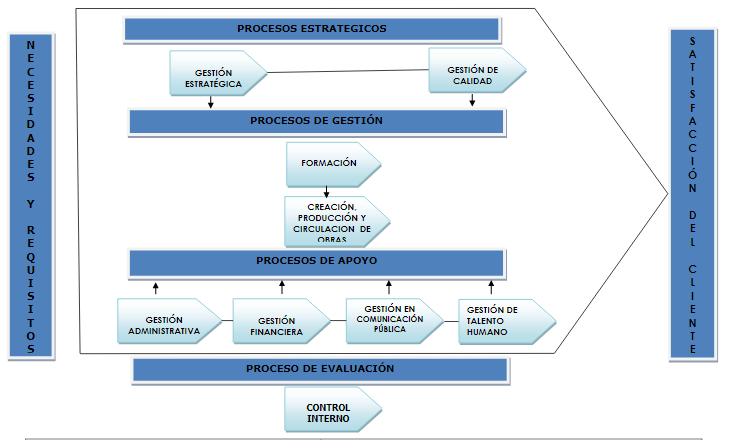 NECESIDADES Y REQUISITOS
PROCESOS ESTRATEGICOS
GESTIÓN
ESTRATÉGICA
GESTIÓN DE
CALIDAD
PROCESOS DE GESTIÓN
FORMACIÓN
CREACIÓN,
PRODUCCIÓN Y
CIRCULACION DE
OBRAS
PROCESOS DE APOYO
GESTIÓN
ADMINISTRATIVA
GESTIÓN
FINANCIERA
GESTIÓN EN
COMUNICACIÓN
PÚBLICA
GESTIÓN DE
TALENTO
HUMANO
PROCESO DE EVALUACIÓN
CONTROL
INTERNO
SATISFACCIÓN DEL CLIENTE